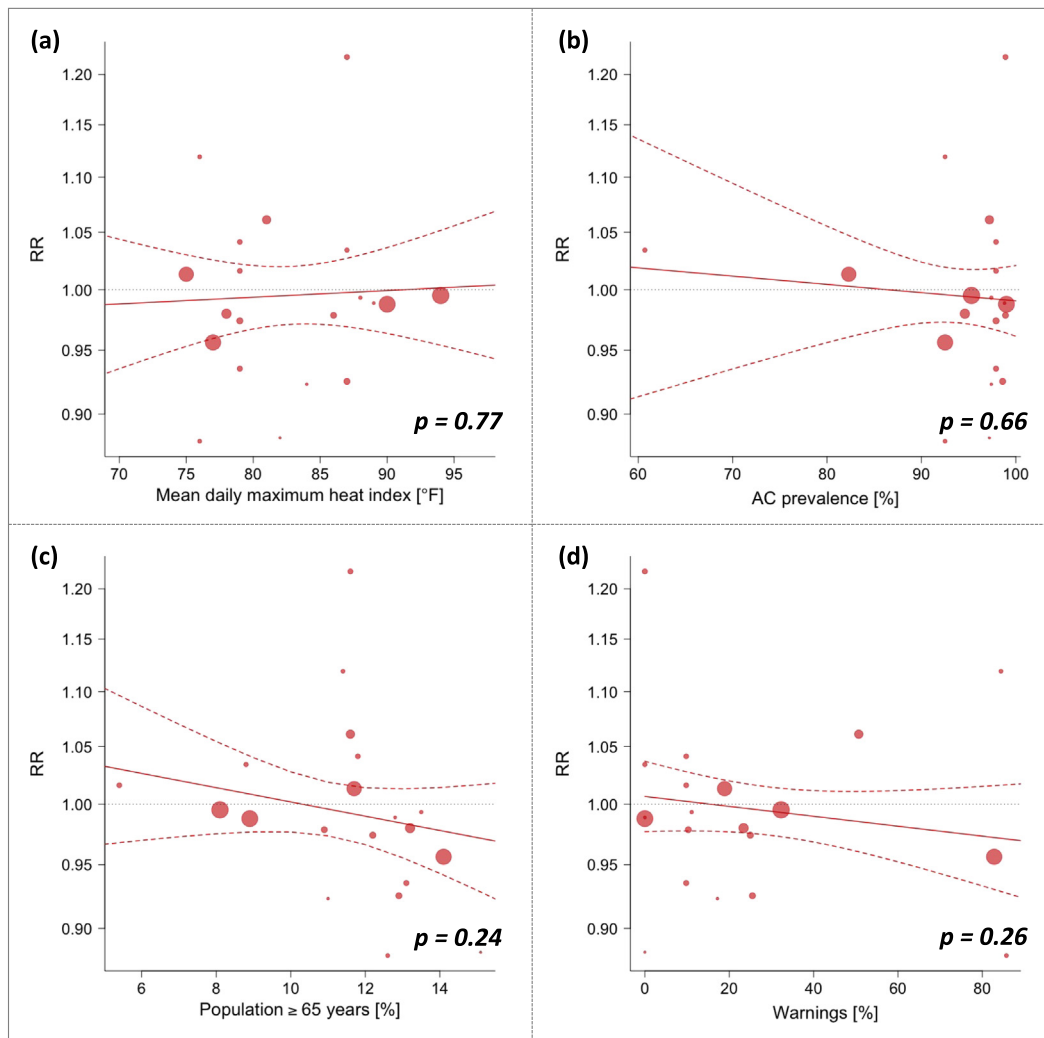 (a)
1.20
1.15
1.10
1.05
1.00
0.95
0.90
RR
p = 0.77
70 75 80 85 90 95
Mean daily maximum heat index [°F]
(b)
1.20
1.15
1.10
1.05
1.00
0.95
0.90
RR
p = 0.66
60 70 80 90 100
AC prevalence [%]
(c)
1.20
1.15
1.10
1.05
1.00
0.95
0.90
RR
p = 0.24
6 8 10 12 14
Population ≥ 65 years [%]
(d)
1.20
1.15
1.10
1.05
1.00
0.95
0.90
RR
p = 0.26
0 20 40 60 80
Warnings [%]